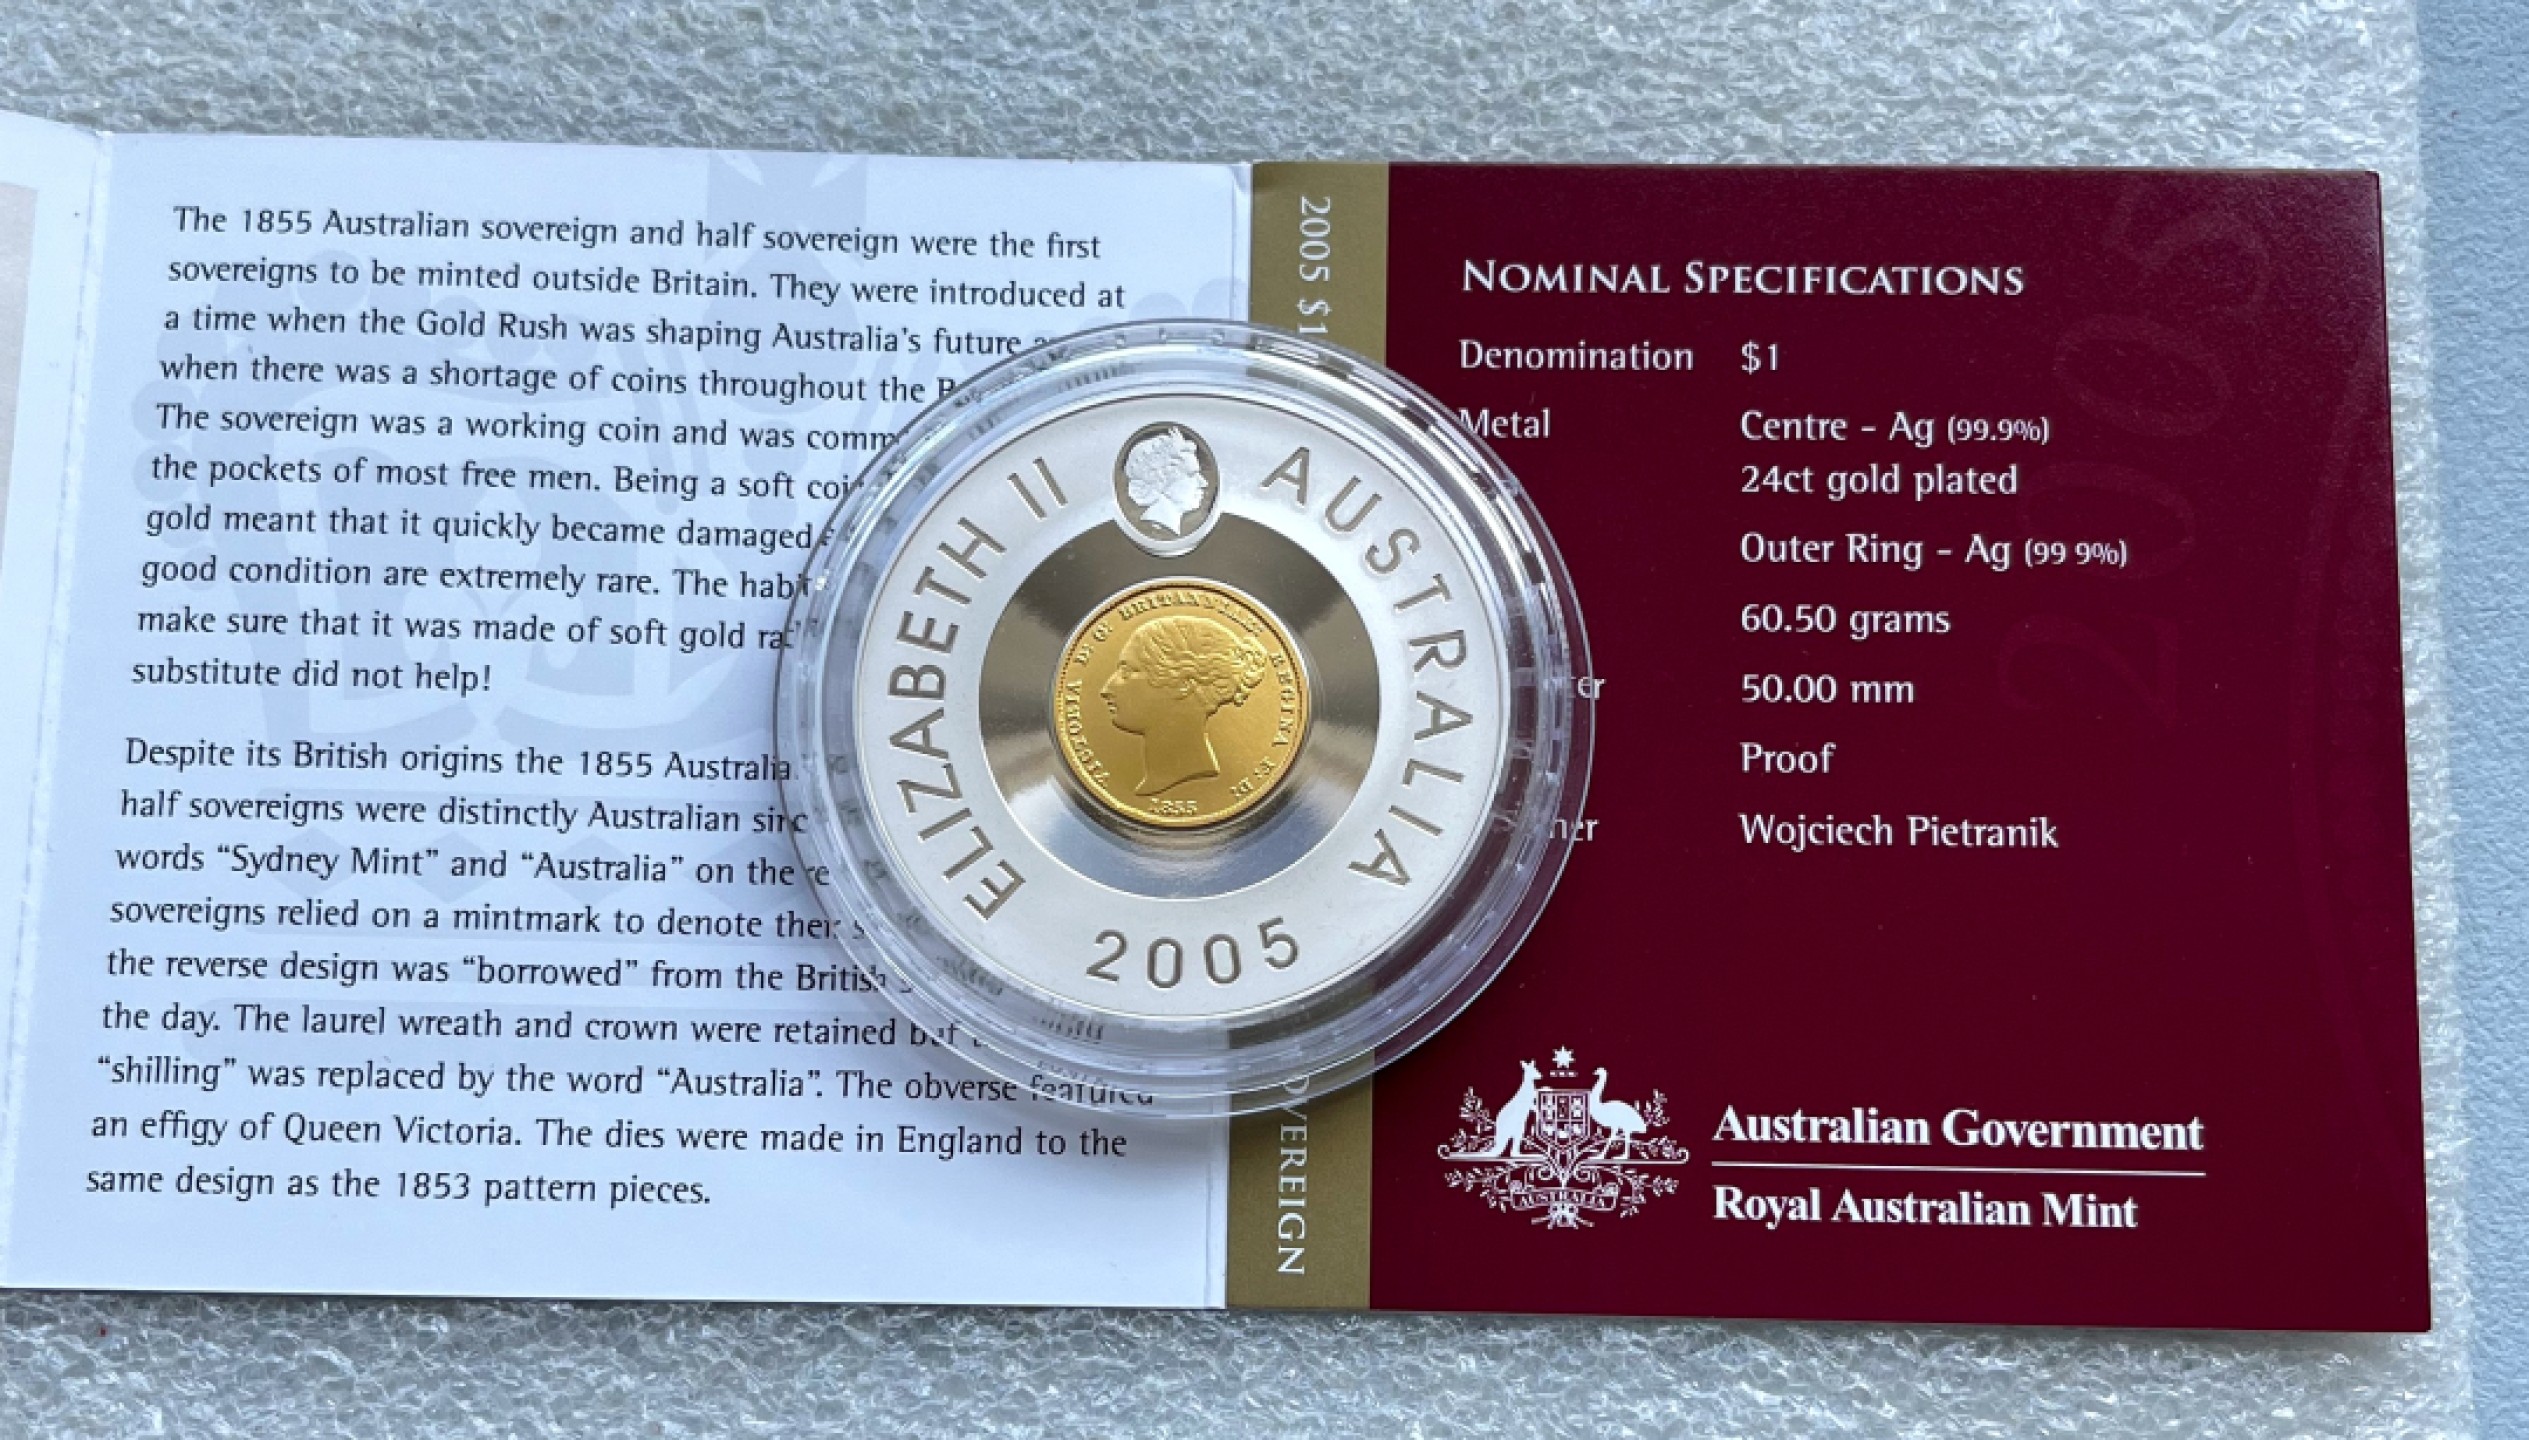 The 1855 Australian sovereign and half sovereign were the first
sovereigns to be minted outside Britain. They were introduced at
a time when the Gold Rush was shaping Australia's future
when there was a shortage of coins throughout the
The sovereign was a working coin and was
the pockets of most free men. Being a soft
gold meant that it quickly became damaged
good condition are extremely rare. The
make sure that it was made of soft gold
substitute did not help!
Despite its British origins the 1855
half sovereigns were distinctly Australian
words “Sydney Mint” and “Australia” on the
sovereigns relied on a mintmark to denote
the reverse design was “borrowed” from the
the day. The laurel wreath and crown were retained
“shilling” was replaced by the word “Australia”. The obverse featured
an effigy of Queen Victoria. The dies were made in England to the
same design as the 1853 pattern pieces.
ELIZABETH II AUSTRALIA
2005
VICTORIA D: G: BRITANNIAR: REGINA F: D:
1855
2005 $1
NOMINAL SPECIFICATIONS
Denomination $1
Metal Centre - Ag (99.9%)
24ct gold plated
Outer Ring - Ag (99 9%)
60.50 grams
50.00 mm
Proof
Wojciech Pietranik
AUSTRALIA
Australian Government
Royal Australian Mint